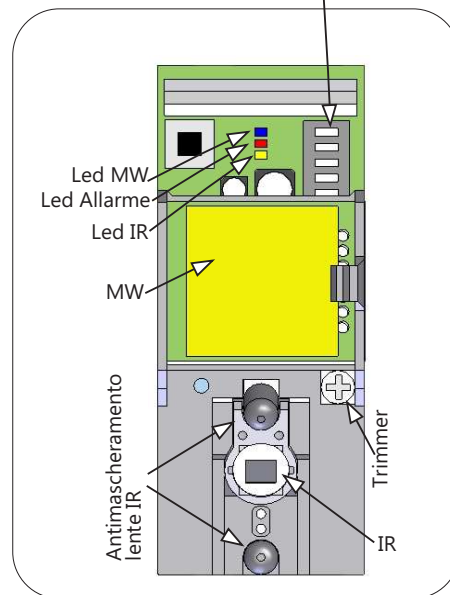 Led MW
Led Allarme
Led IR
MW
Antimascheramento
lente IR
Trimmer
IR